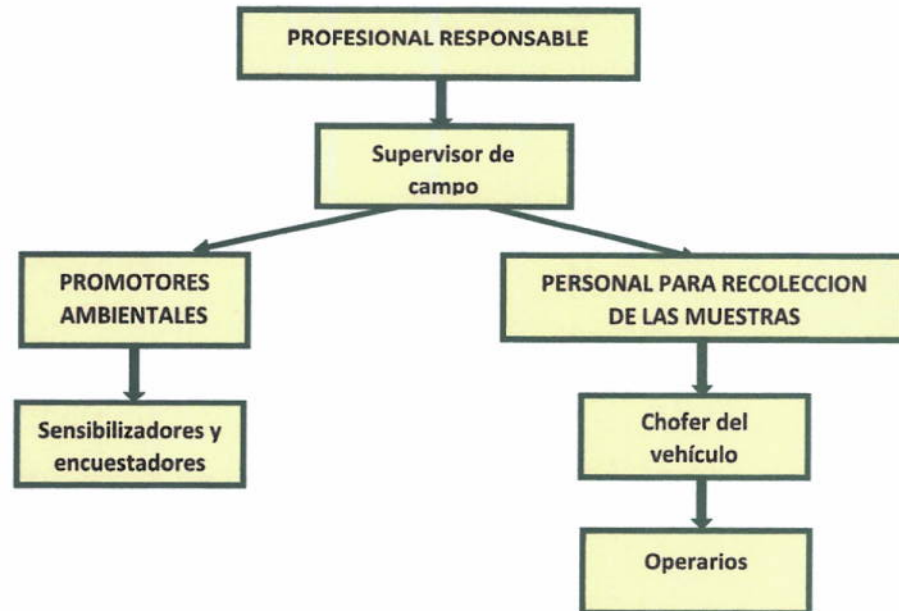 PROFESIONAL RESPONSABLE
Supervisor de
campo
PROMOTORES
AMBIENTALES
PERSONAL PARA RECOLECCION
DE LAS MUESTRAS
Sensibilizadores y
encuestadores
Chofer del
vehículo
Operarios